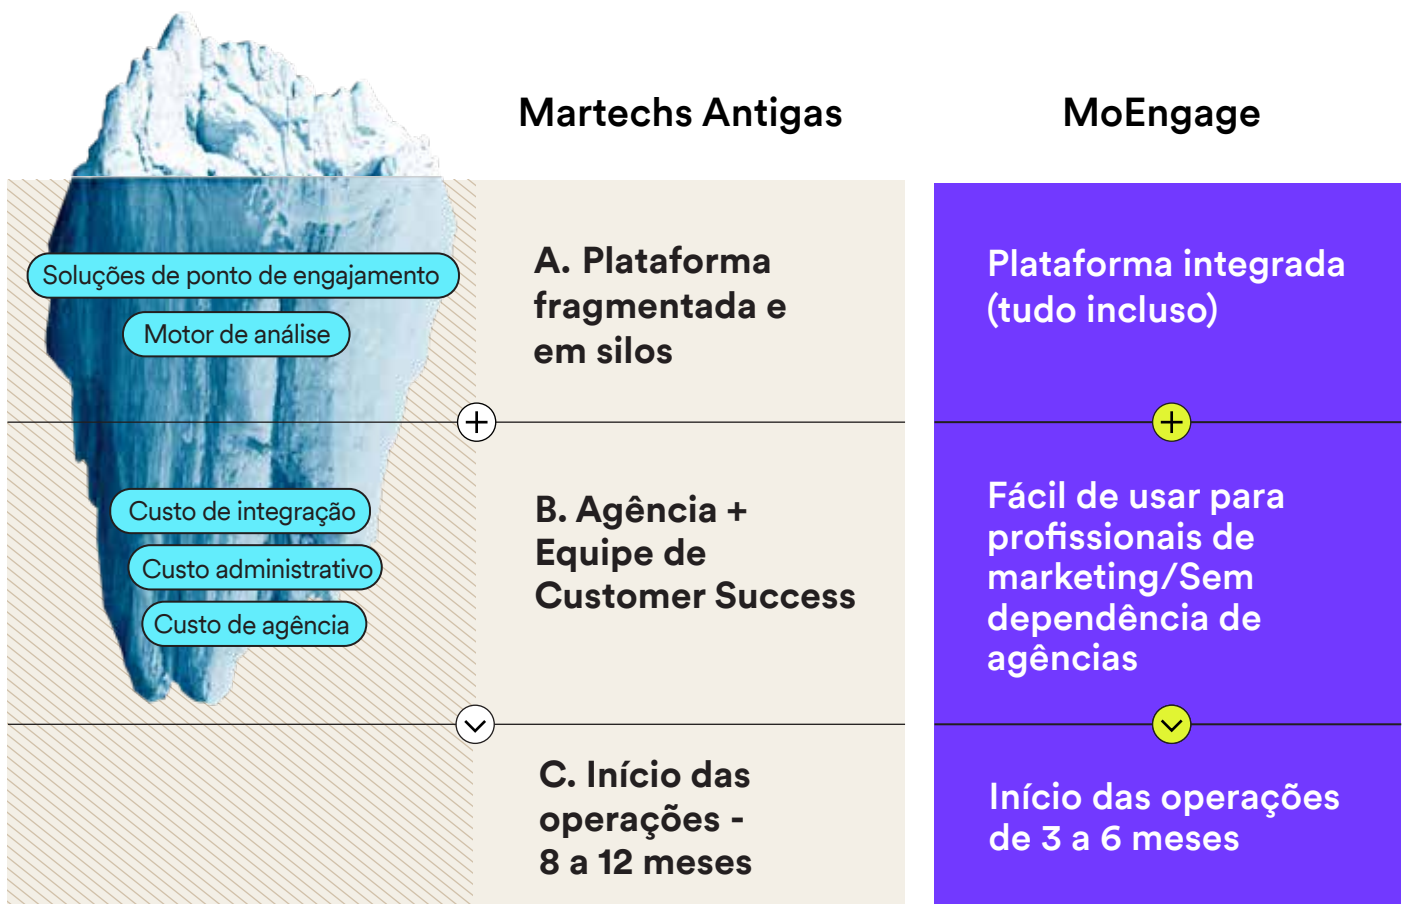 Martechs Antigas
MoEngage
Soluções de ponto de engajamento
Motor de análise
A. Plataforma
fragmentada e
em silos
Plataforma integrada
(tudo incluso)
Custo de integração
Custo administrativo
Custo de agência
B. Agência +
Equipe de
Customer Success
Fácil de usar para
profissionais de
marketing/Sem
dependência de
agências
C. Início das
operações -
8 a 12 meses
Início das operações
de 3 a 6 meses